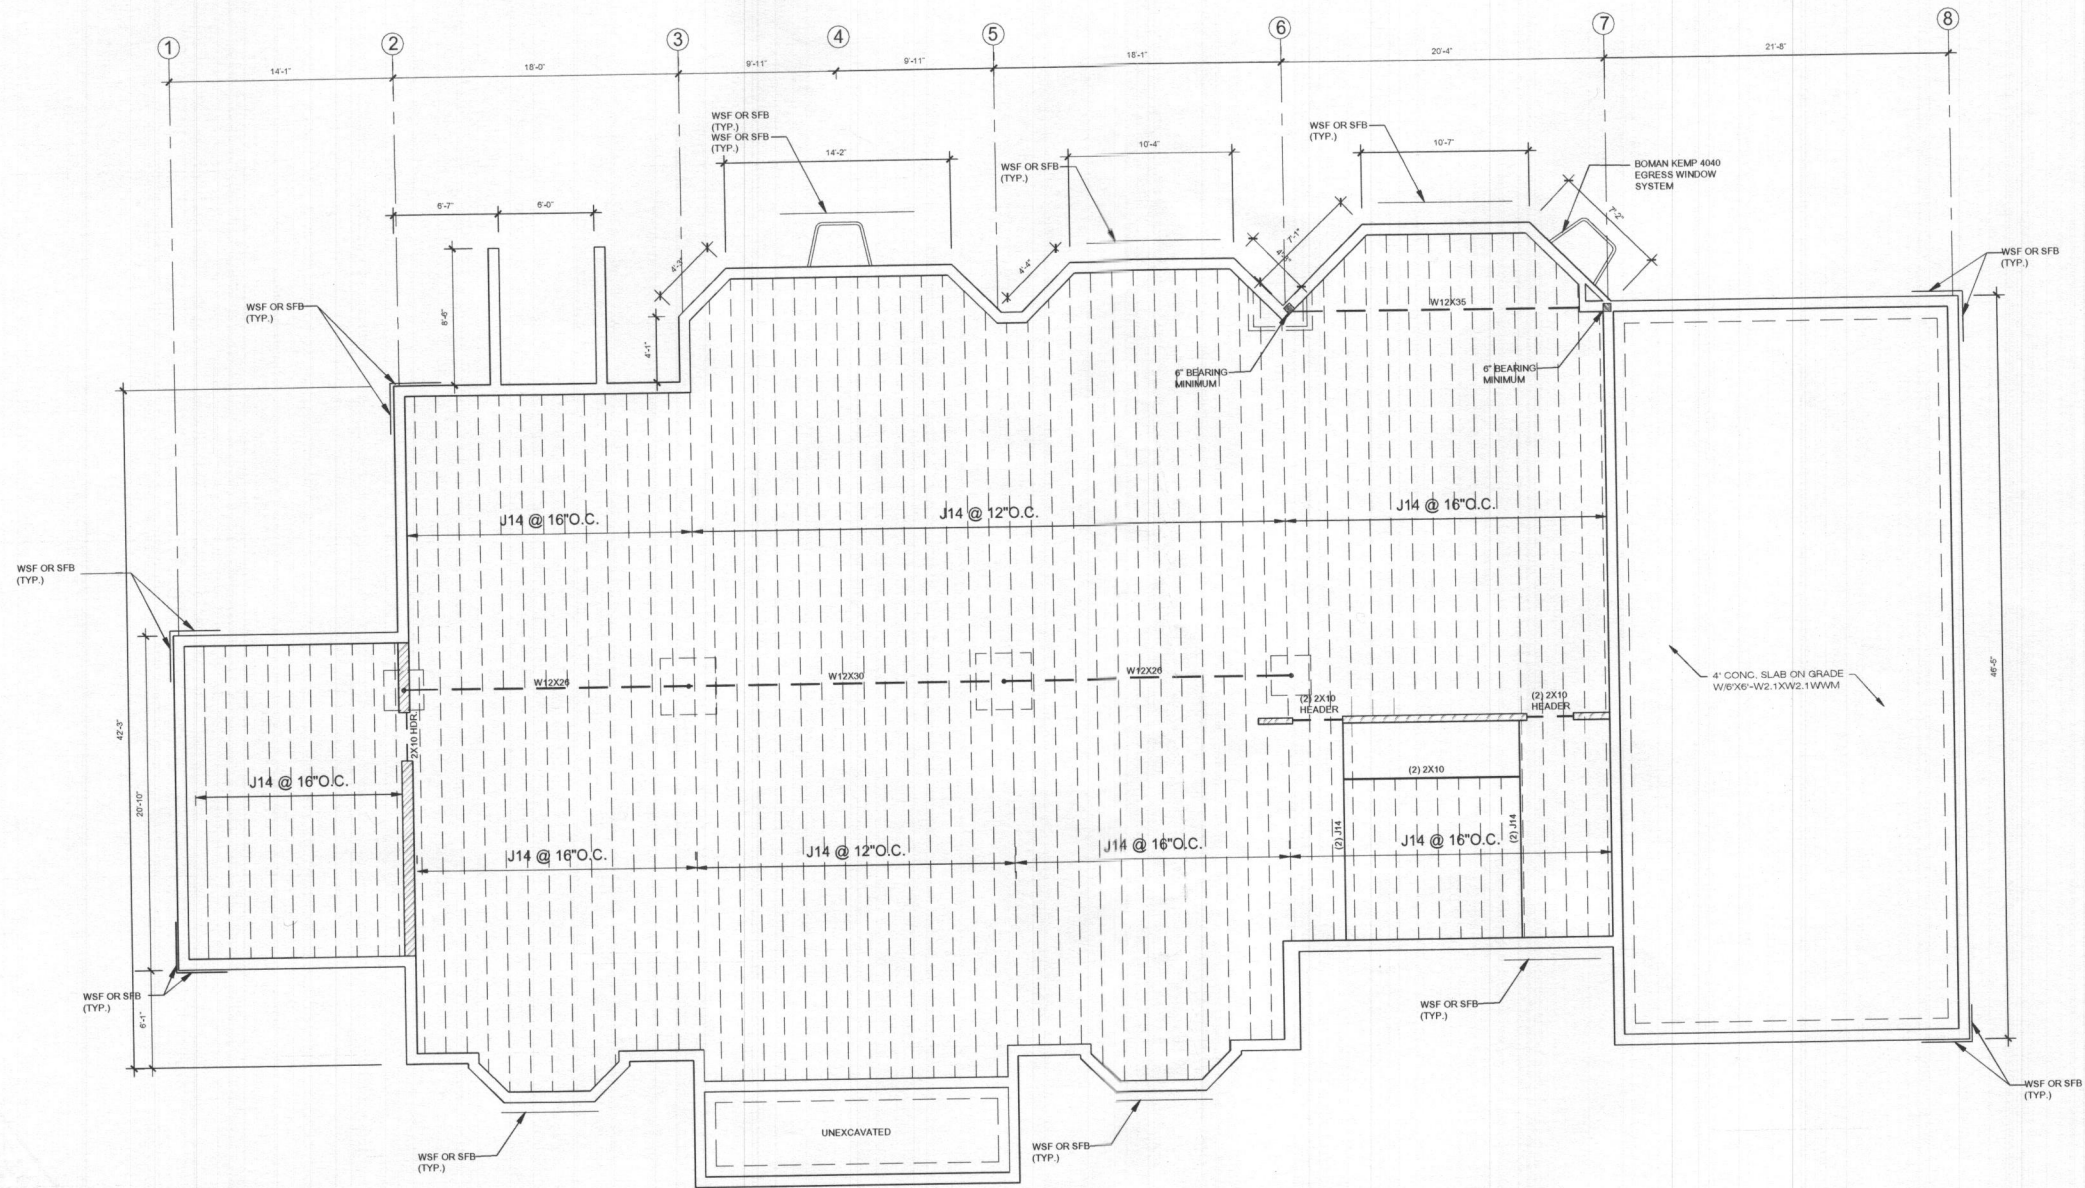 1
2
3
4
5
6
7
8
14'-1"
18'-0"
9'-11"
9'-11"
18'-1"
20'-4"
21'-8"
WSF OR SFB
(TYP.)
WSF OR SFB
(TYP.)
14'-2"
WSF OR SFB
(TYP.)
10'-4"
WSF OR SFB
(TYP.)
10'-7"
BOMAN KEMP 4040
EGRESS WINDOW
SYSTEM
7'-2"
6'-7"
6'-0"
8'-6"
4'-3"
4'-1"
4'-4"
7'-1"
WSF OR SFB
(TYP.)
WSF OR SFB
(TYP.)
W12X35
6" BEARING
MINIMUM
6" BEARING
MINIMUM
J14 @ 16"O.C.
J14 @ 12"O.C.
J14 @ 16"O.C.
WSF OR SFB
(TYP.)
42'-3"
20'-10"
6'-1"
46'-6"
W12X26
W12X30
W12X26
(2) 2X10
HEADER
(2) 2X10
HEADER
4' CONC. SLAB ON GRADE
W/6'X6'-W2.1XW2.1WWM
2X10 HDR.
J14 @ 16"O.C.
(2) 2X10
J14 @ 16"O.C.
J14 @ 12"O.C.
J14 @ 16"O.C.
(2) J14
J14 @ 16"O.C.
(2) J14
WSF OR SFB
(TYP.)
WSF OR SFB
(TYP.)
WSF OR SFB
(TYP.)
UNEXCAVATED
WSF OR SFB
(TYP.)
WSF OR SFB
(TYP.)